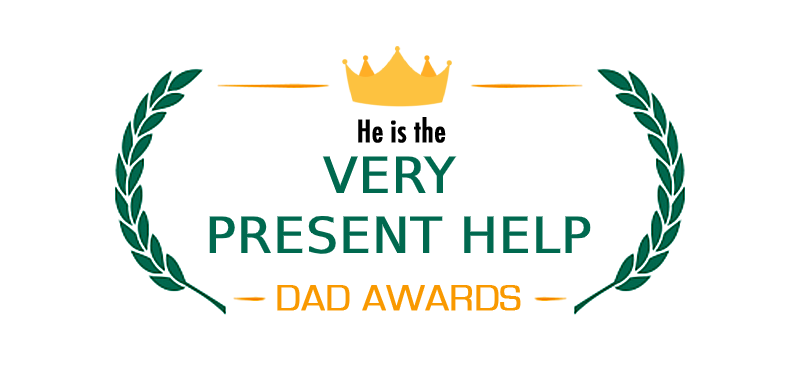 He is the
VERY
PRESENT HELP
DAD AWARDS